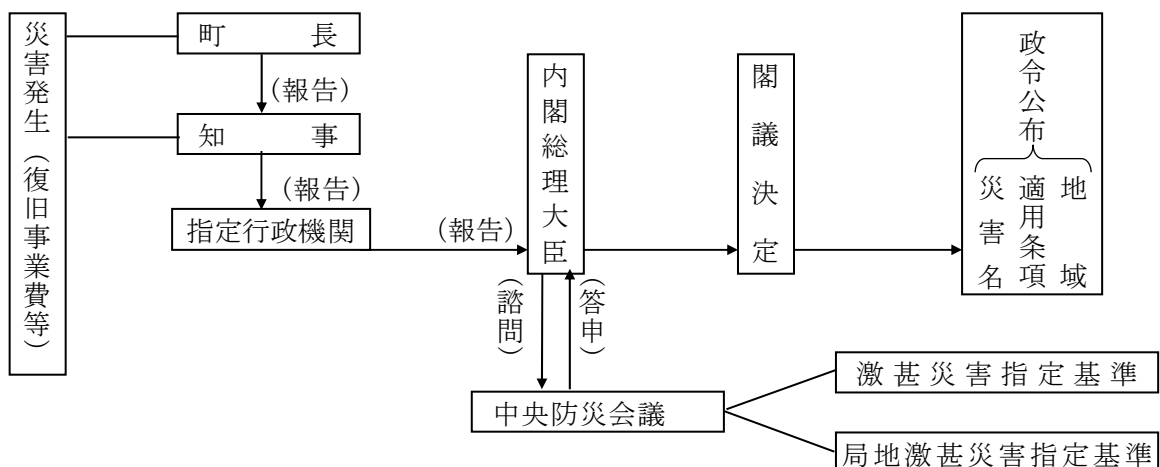 災害発生（復旧事業費等）
町長
（報告）
知事
（報告）
指定行政機関
（報告）
内閣総理大臣
（諮問）
（答申）
中央防災会議
閣議決定
政令公布
地域
適用条項
災害名
激甚災害指定基準
局地激甚災害指定基準